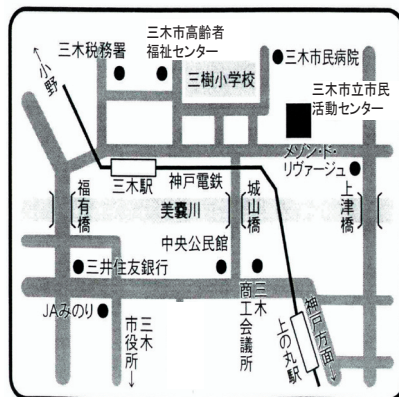 三木市高齢者
福祉センター
三木税務署
三木市民病院
←小野
三樹小学校
三木市立市民
活動センター
メゾン・ド・
リヴァージュ
三木駅
神戸電鉄
福有橋
美嚢川
城山橋
上津橋
中央公民館
三井住友銀行
JAみのり
三木
市役所→
三木
商工会議所
神戸方面→
上の丸駅